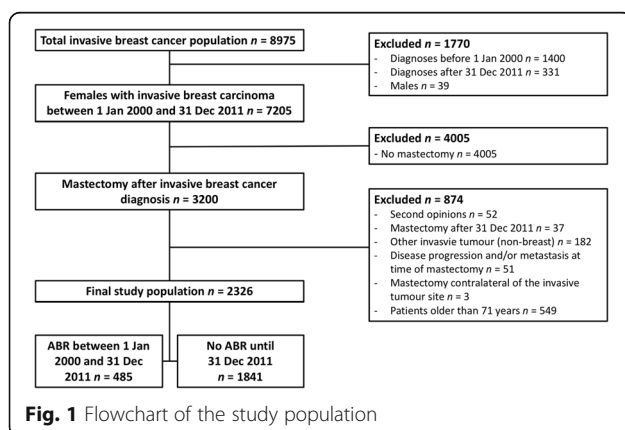 Total invasive breast cancer population n = 8975
Excluded n = 1770
- Diagnoses before 1 Jan 2000 n = 1400
- Diagnoses after 31 Dec 2011 n = 331
- Males n = 39
Females with invasive breast carcinoma
between 1 Jan 2000 and 31 Dec 2011 n = 7205
Excluded n = 4005
- No mastectomy n = 4005
Mastectomy after invasive breast cancer
diagnosis n = 3200
Excluded n = 874
- Second opinions n = 52
- Mastectomy after 31 Dec 2011 n = 37
- Other invasvie tumour (non-breast) n = 182
- Disease progression and/or metastasis at
time of mastectomy n = 51
- Mastectomy contralateral of the invasive
tumour site n = 3
- Patients older than 71 years n = 549
Final study population n = 2326
ABR between 1 Jan
2000 and 31 Dec
2011 n = 485
No ABR until
31 Dec 2011
n = 1841
Fig. 1 Flowchart of the study population